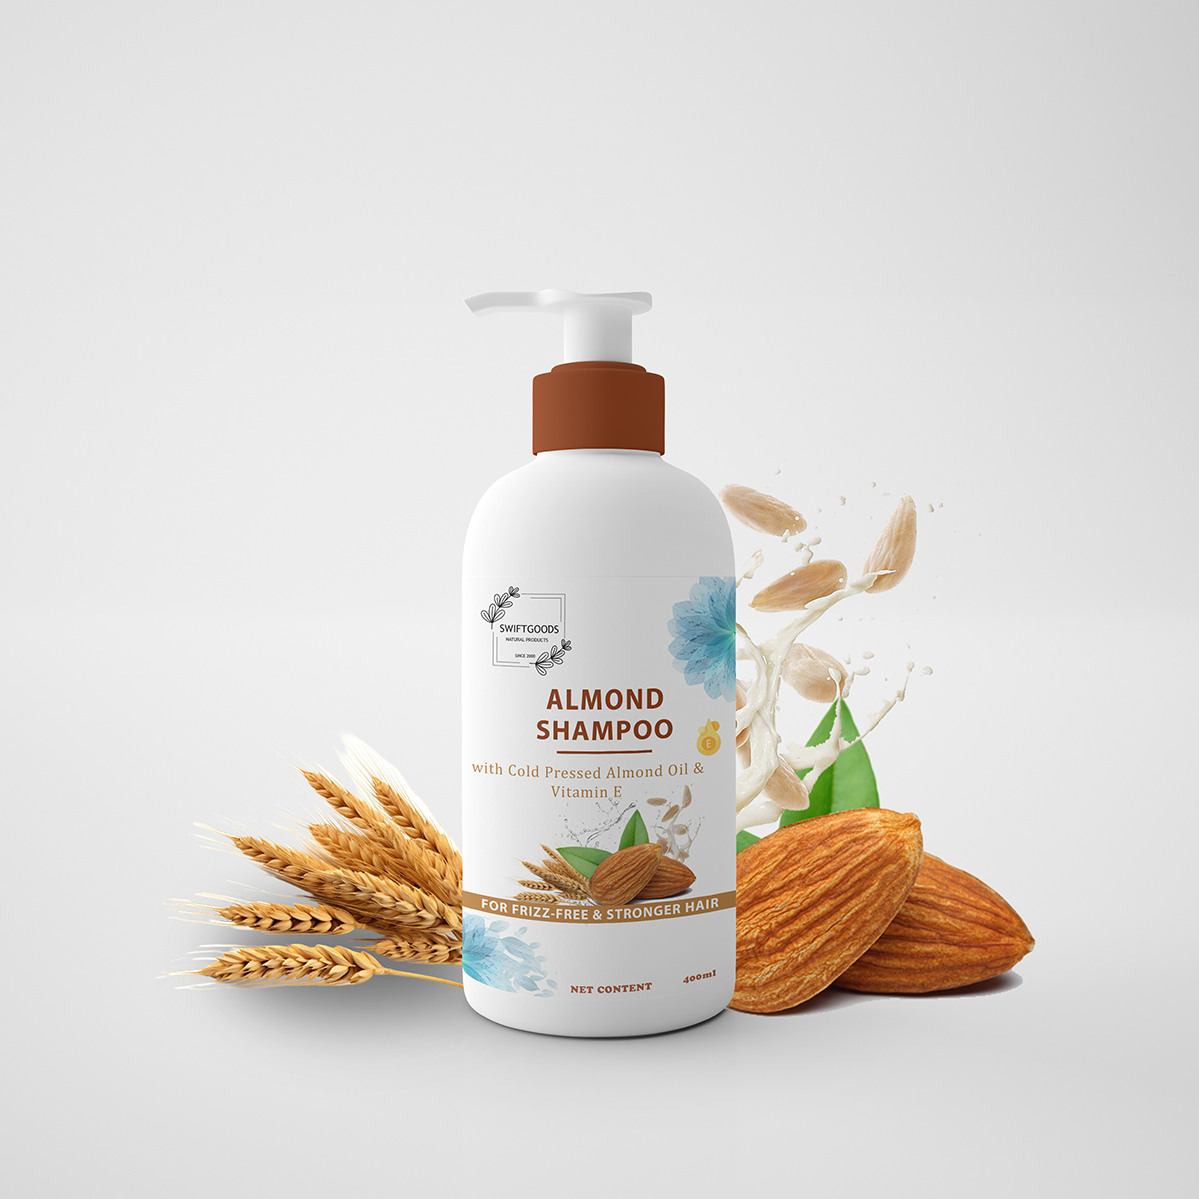 SWIFTGOODS
NATURAL PRODUCTS
SINCE 2000
ALMOND
SHAMPOO
E
with Cold Pressed Almond Oil &
Vitamin E
FOR FRIZZ-FREE & STRONGER HAIR
NET CONTENT 400ml